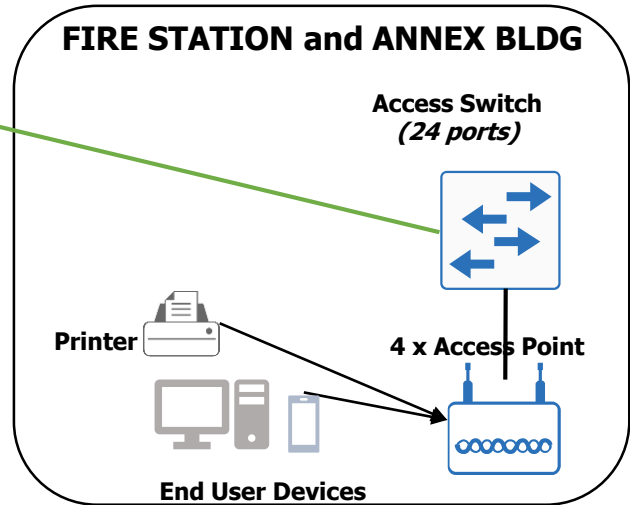 FIRE STATION and ANNEX BLDG
Access Switch
(24 ports)
Printer
4 x Access Point
End User Devices